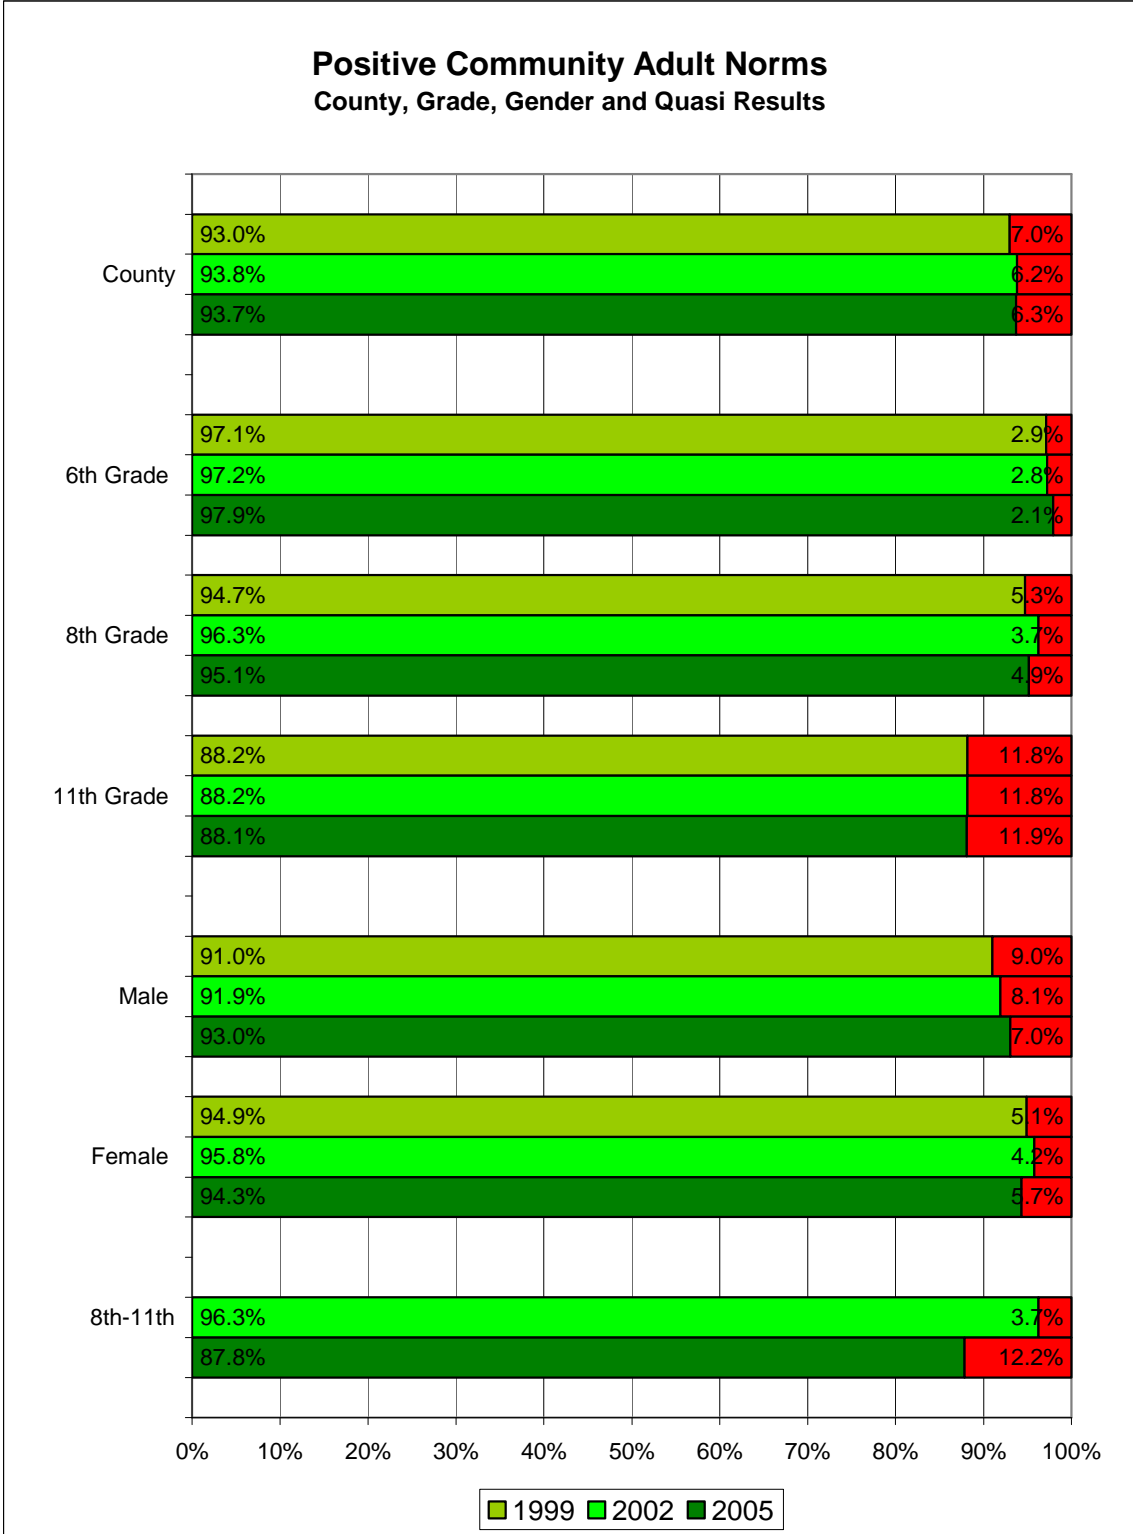 Positive Community Adult Norms
County, Grade, Gender and Quasi Results
93.0% 7.0%
County 93.8% 6.2%
93.7% 6.3%
97.1% 2.9%
6th Grade 97.2% 2.8%
97.9% 2.1%
94.7% 5.3%
8th Grade 96.3% 3.7%
95.1% 4.9%
88.2% 11.8%
11th Grade 88.2% 11.8%
88.1% 11.9%
91.0% 9.0%
Male 91.9% 8.1%
93.0% 7.0%
94.9% 5.1%
Female 95.8% 4.2%
94.3% 5.7%
8th-11th 96.3% 3.7%
87.8% 12.2%
0% 10% 20% 30% 40% 50% 60% 70% 80% 90% 100%
1999 2002 2005